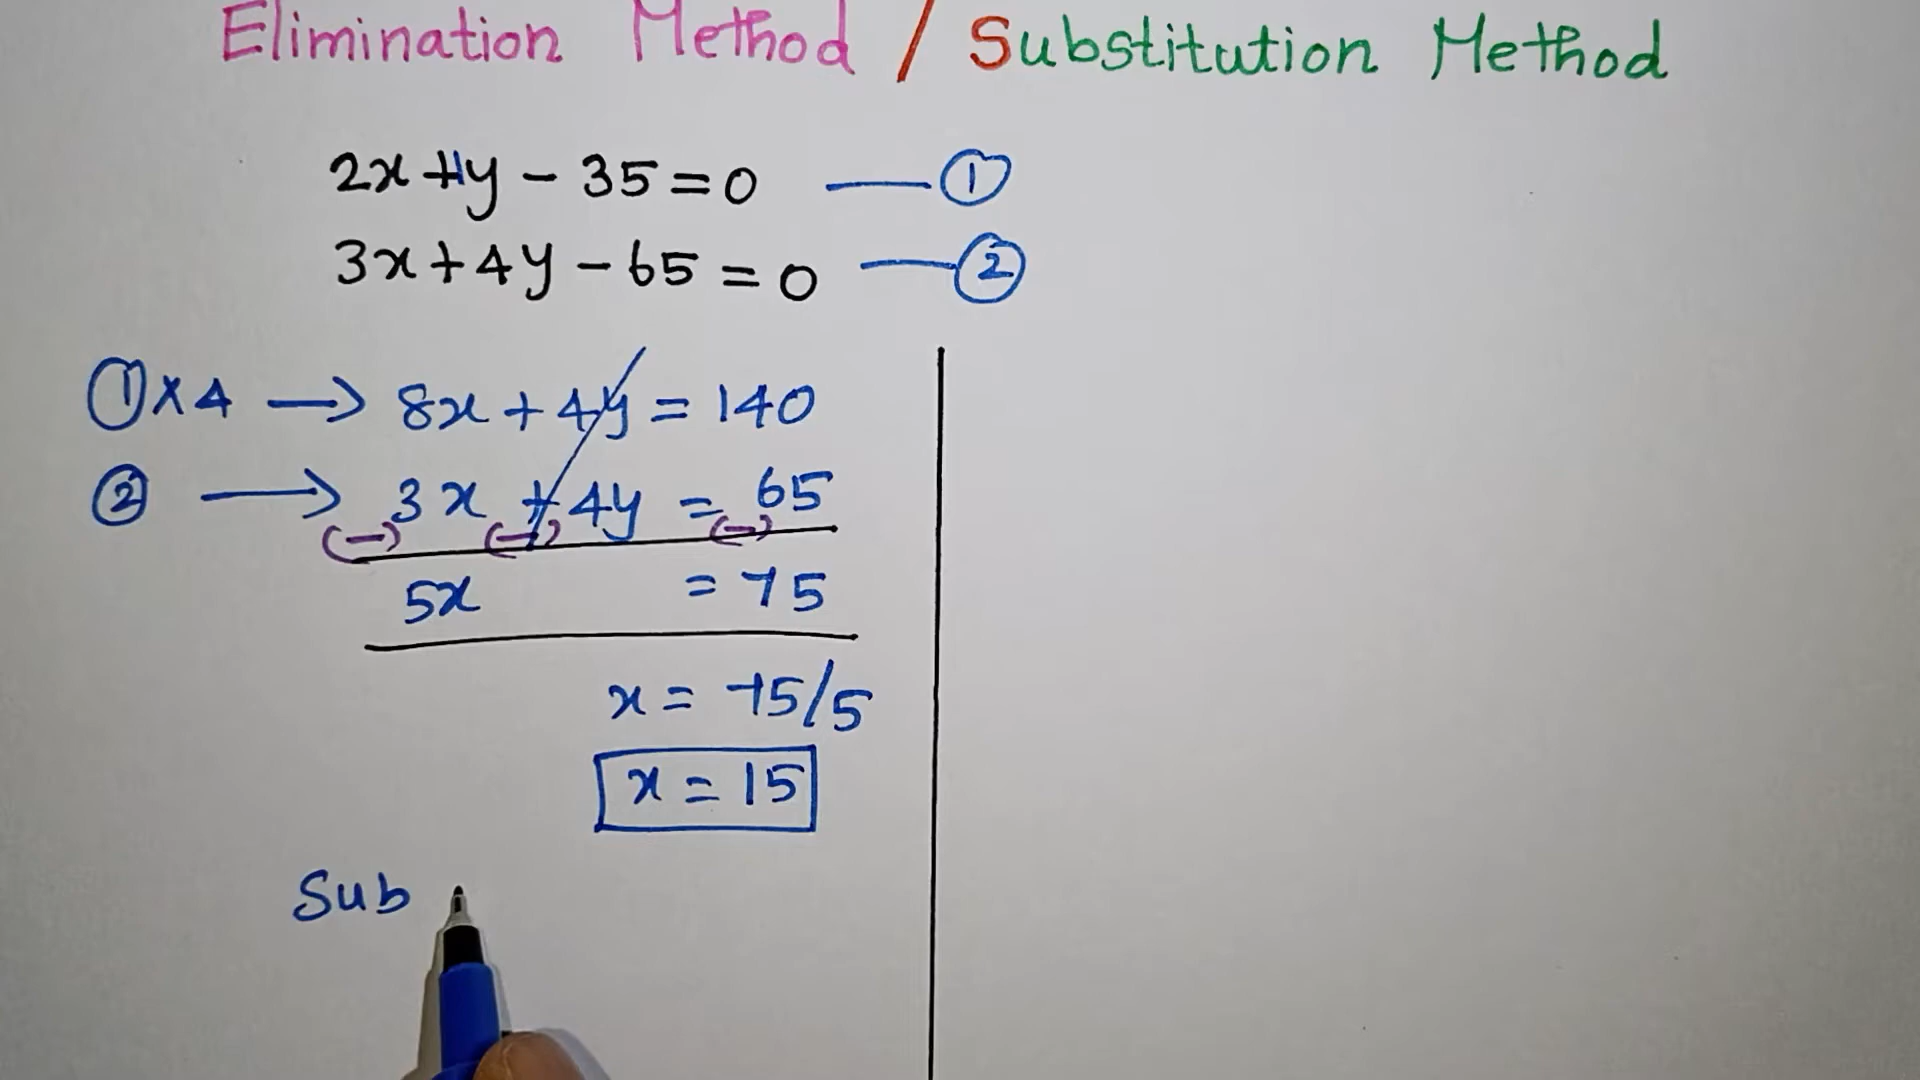 Elimination Method / Substitution Method
2x + 1y - 35 = 0 — ①
3x + 4y - 65 = 0 — ②
① x 4 → 8x + 4y = 140
② → 3x + 4y = 65
(-) (-) (-)
5x = 75
x = 75/5
x = 15
Sub